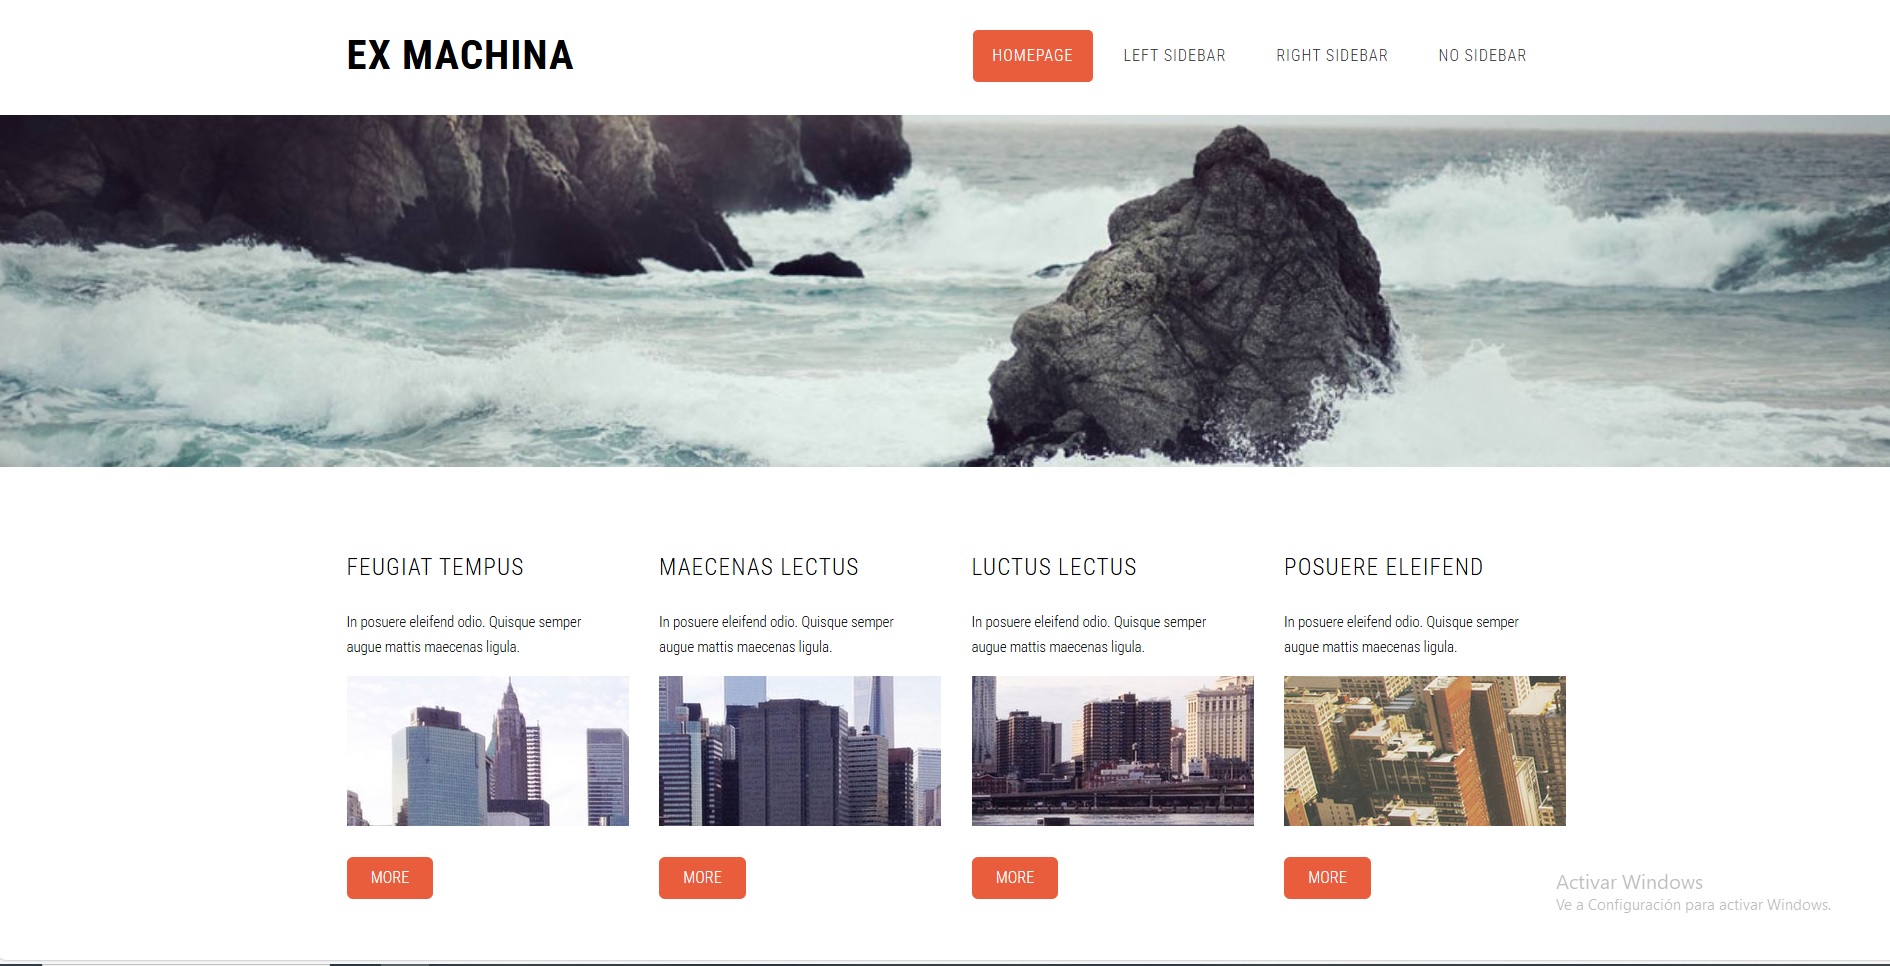 EX MACHINA
HOMEPAGE LEFT SIDEBAR RIGHT SIDEBAR NO SIDEBAR
FEUGIAT TEMPUS
In posuere eleifend odio. Quisque semper
augue mattis maecenas ligula.
MORE
MAECENAS LECTUS
In posuere eleifend odio. Quisque semper
augue mattis maecenas ligula.
MORE
LUCTUS LECTUS
In posuere eleifend odio. Quisque semper
augue mattis maecenas ligula.
MORE
POSUERE ELEIFEND
In posuere eleifend odio. Quisque semper
augue mattis maecenas ligula.
MORE
Activar Windows
Ve a Configuración para activar Windows.